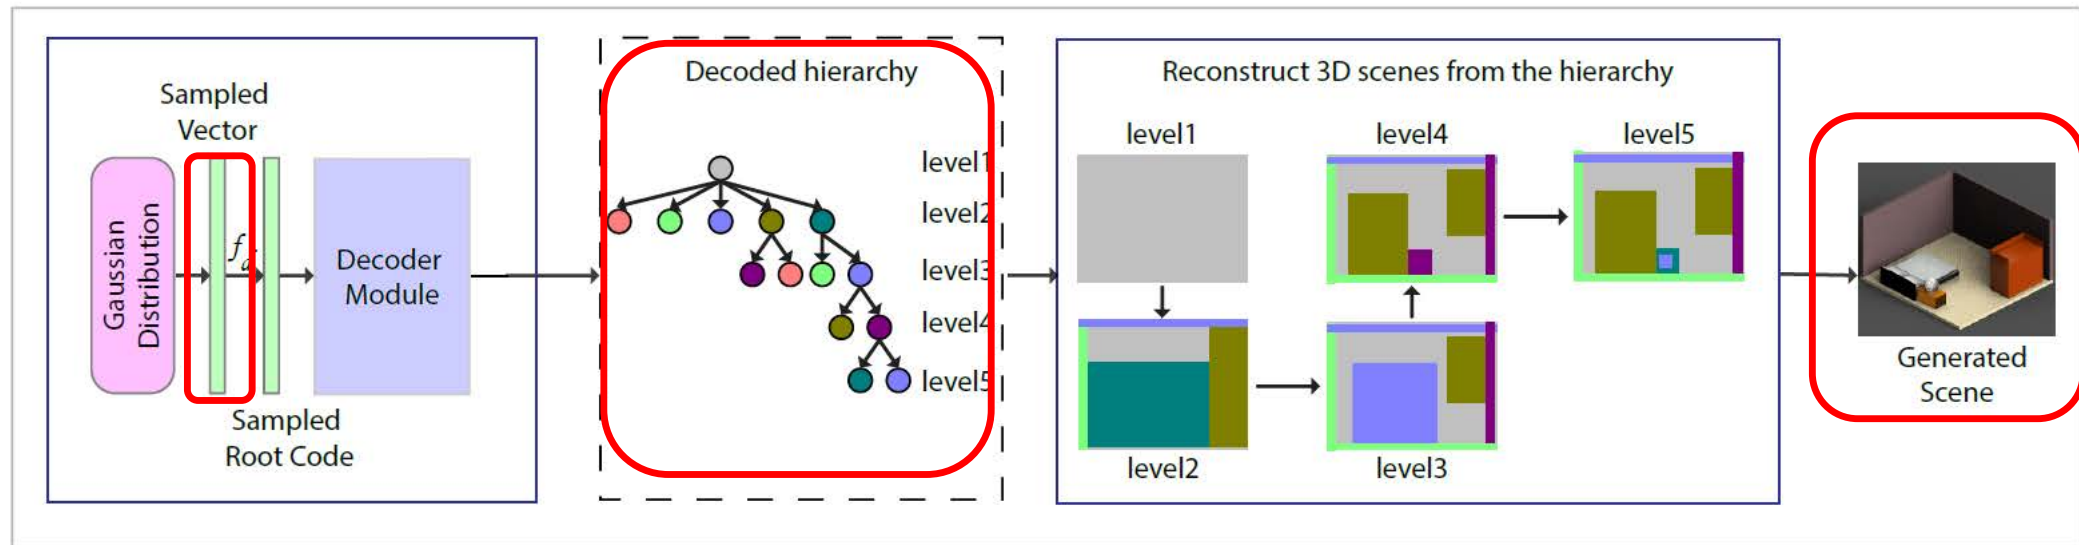 Sampled
Vector
Gaussian
Distribution
Decoder
Module
Sampled
Root Code
Decoded hierarchy
level1
level2
level3
level4
level5
Reconstruct 3D scenes from the hierarchy
level1
level4
level5
level2
level3
Generated
Scene